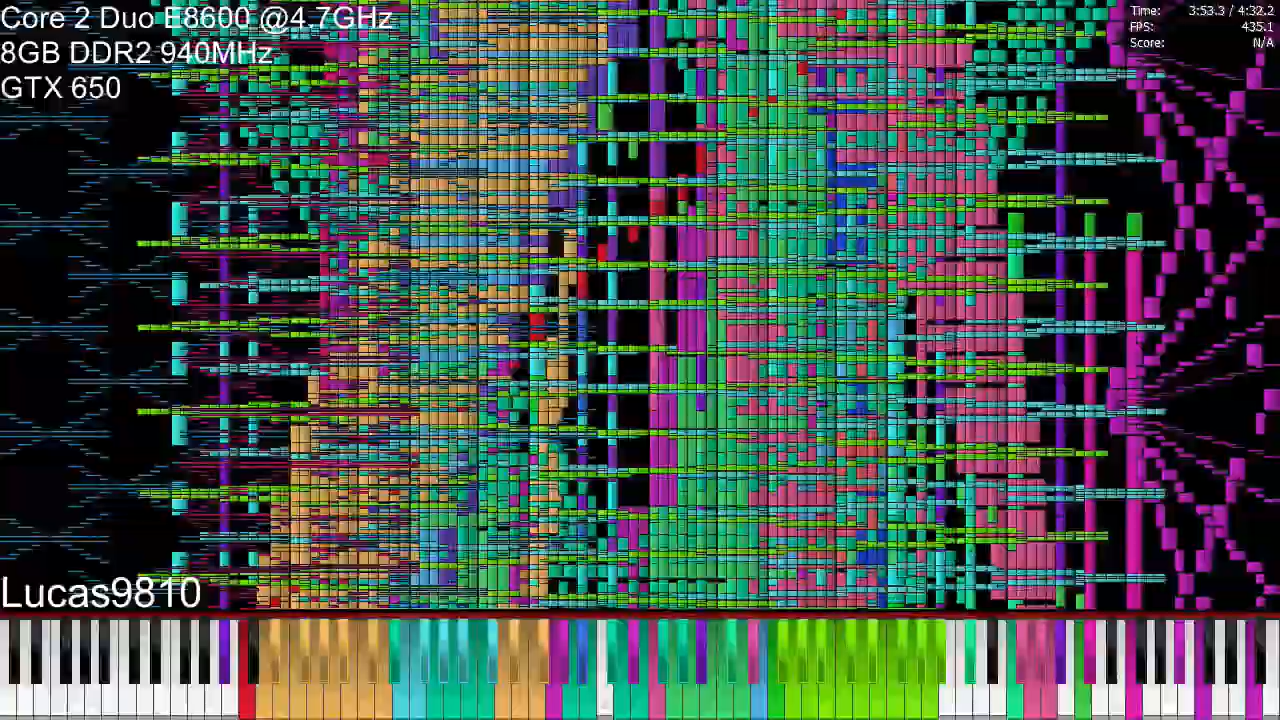 Core 2 Duo E8600 @4.7GHz
8GB DDR2 940MHz
GTX 650
Time: 3:53.3 / 4:32.2
FPS: 435.1
Score: N/A
Lucas9810